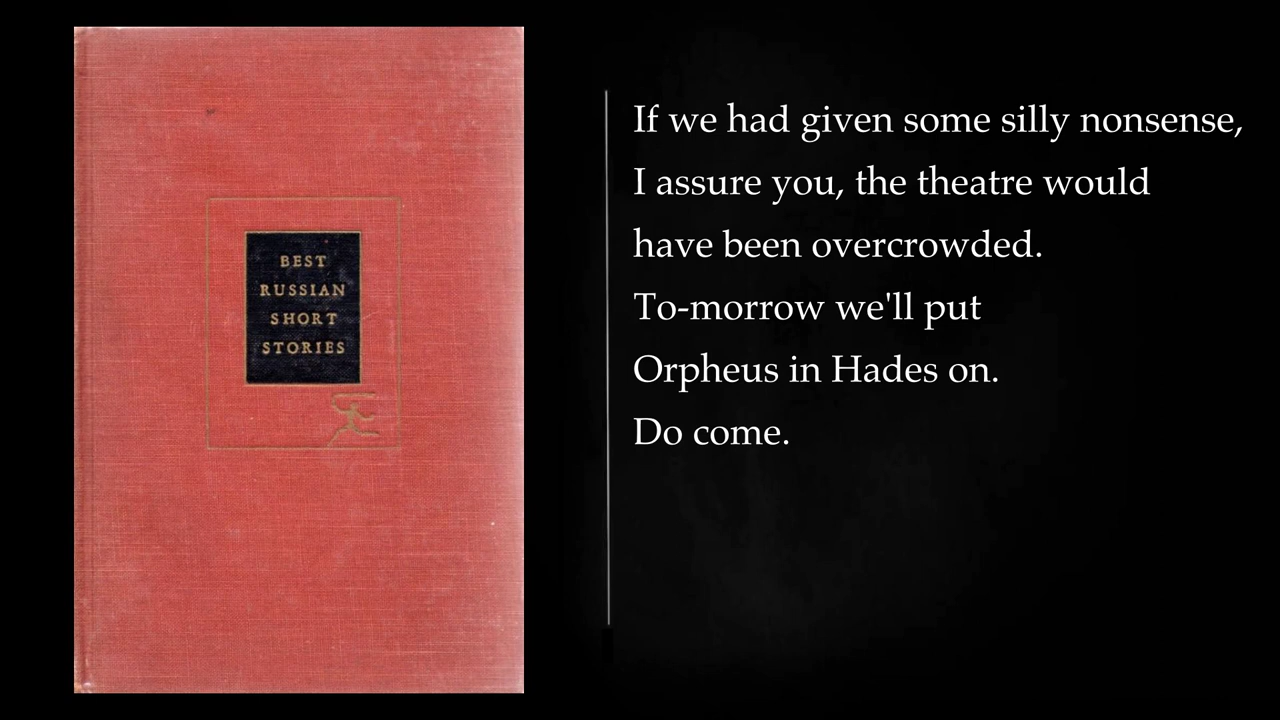 BEST
RUSSIAN
SHORT
STORIES
If we had given some silly nonsense,
I assure you, the theatre would
have been overcrowded.
To-morrow we'll put
Orpheus in Hades on.
Do come.